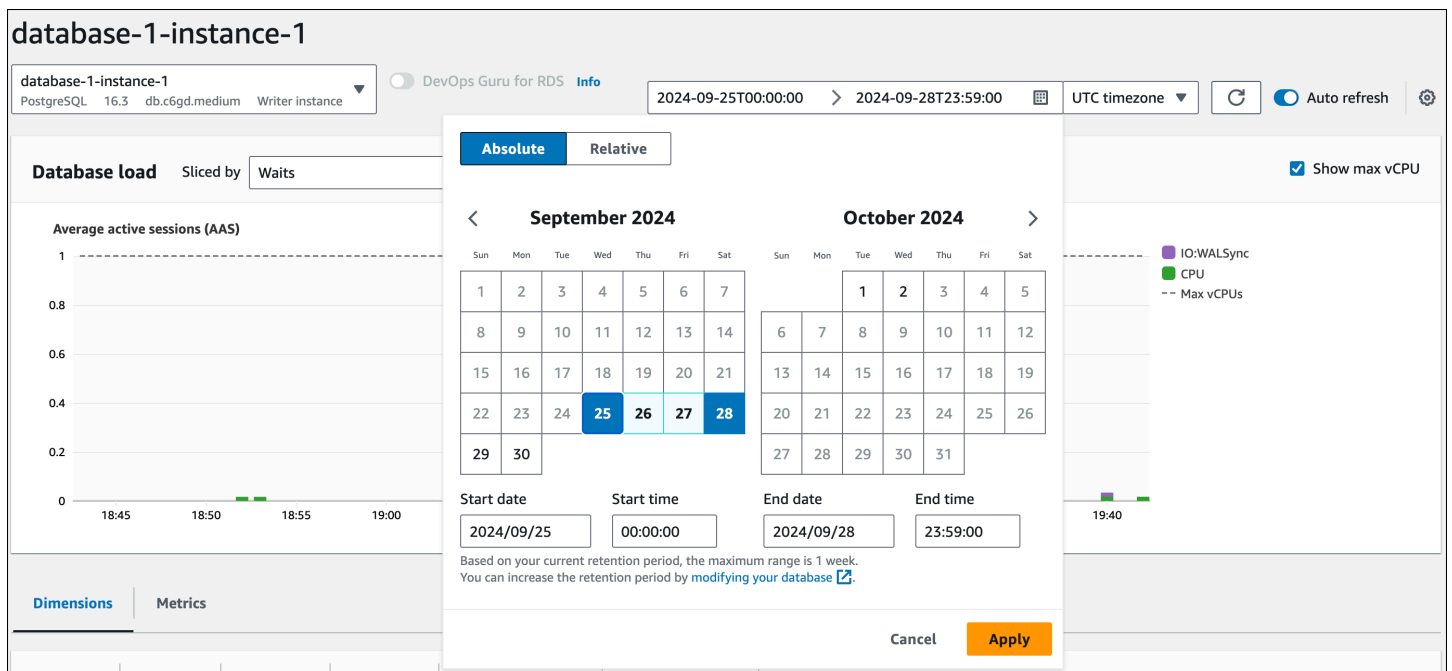 database-1-instance-1
database-1-instance-1
PostgreSQL 16.3 db.c6gd.medium Writer instance
DevOps Guru for RDS Info
2024-09-25T00:00:00 2024-09-28T23:59:00 UTC timezone Auto refresh
Absolute Relative
Database load Sliced by Waits
Show max vCPU
September 2024 October 2024
Average active sessions (AAS)
Sun Mon Tue Wed Thu Fri Sat Sun Mon Tue Wed Thu Fri Sat
1 IO:WALSync
CPU
Max vCPUs
1 2 3 4 5 6 7 1 2 3 4 5
0.8
8 9 10 11 12 13 14 6 7 8 9 10 11 12
0.6
15 16 17 18 19 20 21 13 14 15 16 17 18 19
0.4
22 23 24 25 26 27 28 20 21 22 23 24 25 26
0.2
29 30 27 28 29 30 31
0
18:45 18:50 18:55 19:00 19:40
Start date Start time End date End time
2024/09/25 00:00:00 2024/09/28 23:59:00
Based on your current retention period, the maximum range is 1 week.
You can increase the retention period by modifying your database.
Dimensions Metrics
Cancel Apply